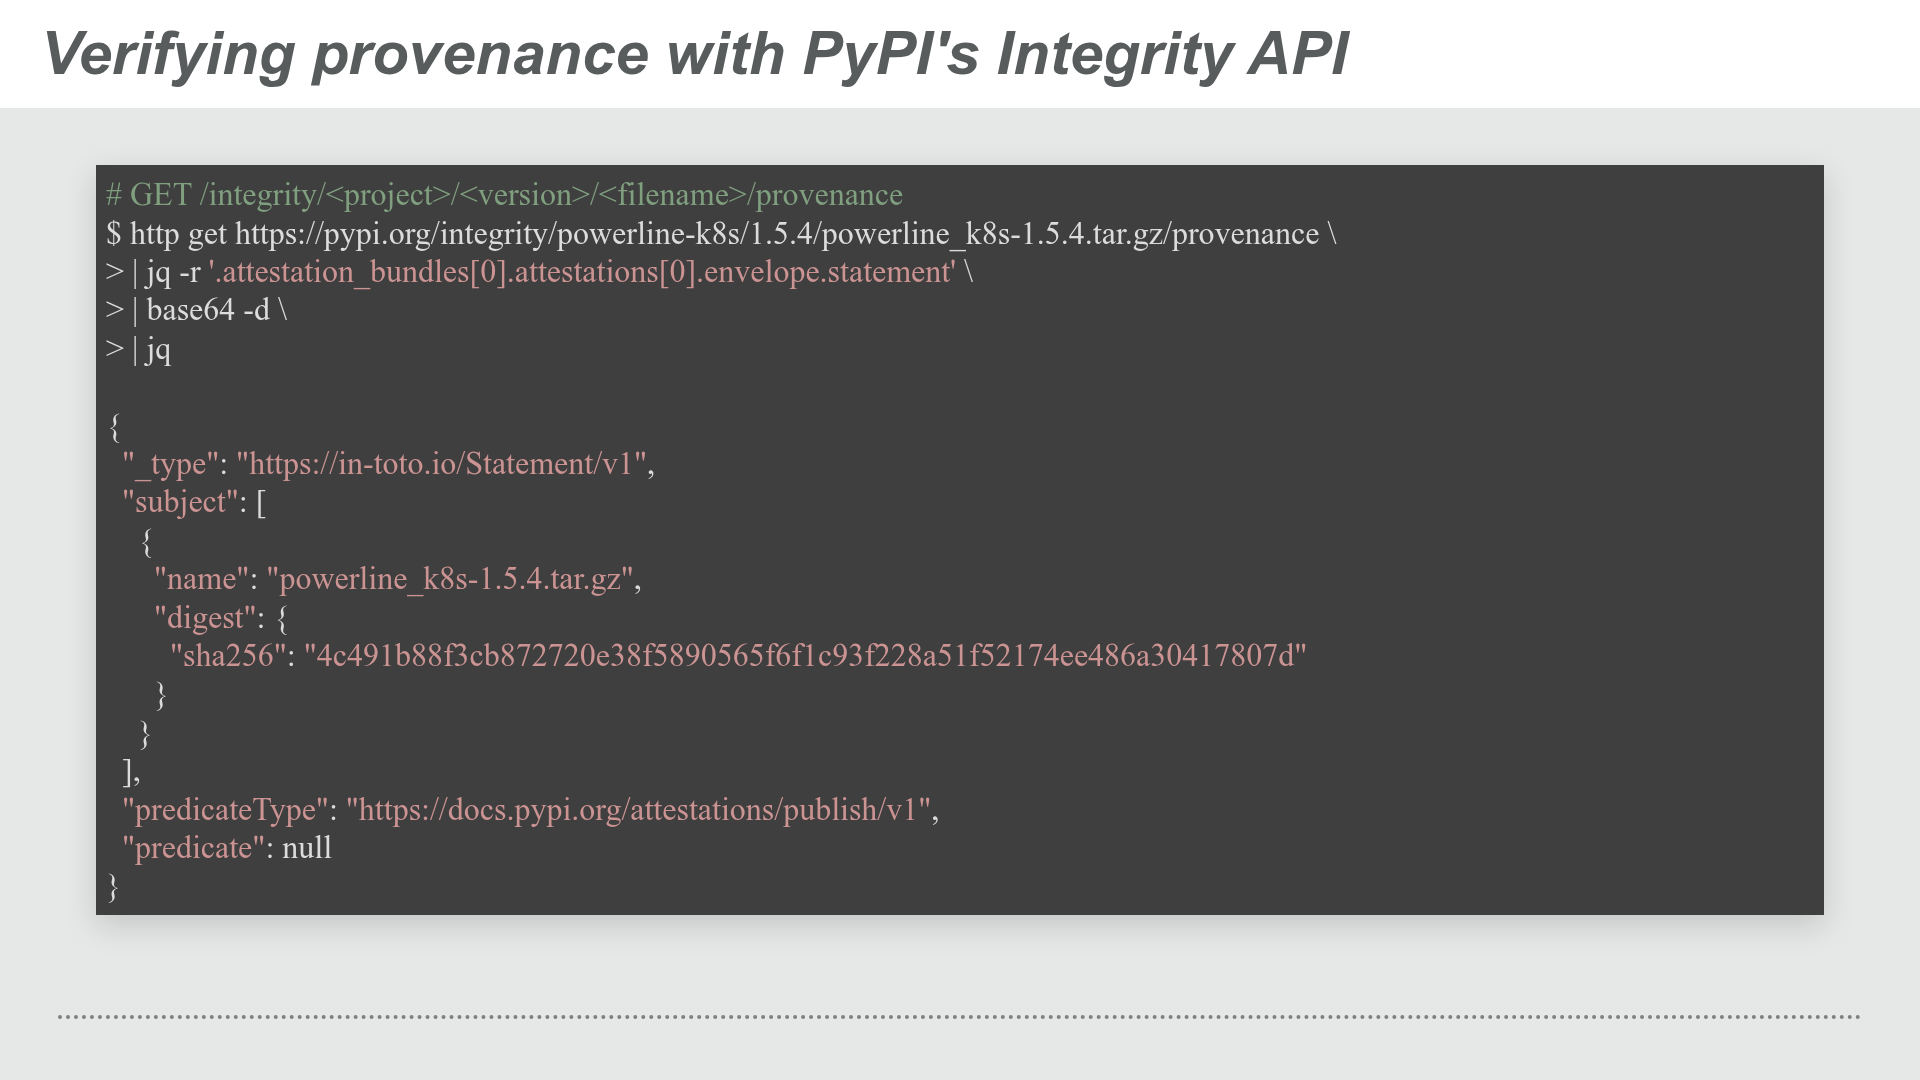 Verifying provenance with PyPI's Integrity API
# GET /integrity/<project>/<version>/<filename>/provenance
$ http get https://pypi.org/integrity/powerline-k8s/1.5.4/powerline_k8s-1.5.4.tar.gz/provenance \
> | jq -r '.attestation_bundles[0].attestations[0].envelope.statement' \
> | base64 -d \
> | jq
{
"_type": "https://in-toto.io/Statement/v1",
"subject": [
{
"name": "powerline_k8s-1.5.4.tar.gz",
"digest": {
"sha256": "4c491b88f3cb872720e38f5890565f6f1c93f228a51f52174ee486a30417807d"
}
}
],
"predicateType": "https://docs.pypi.org/attestations/publish/v1",
"predicate": null
}